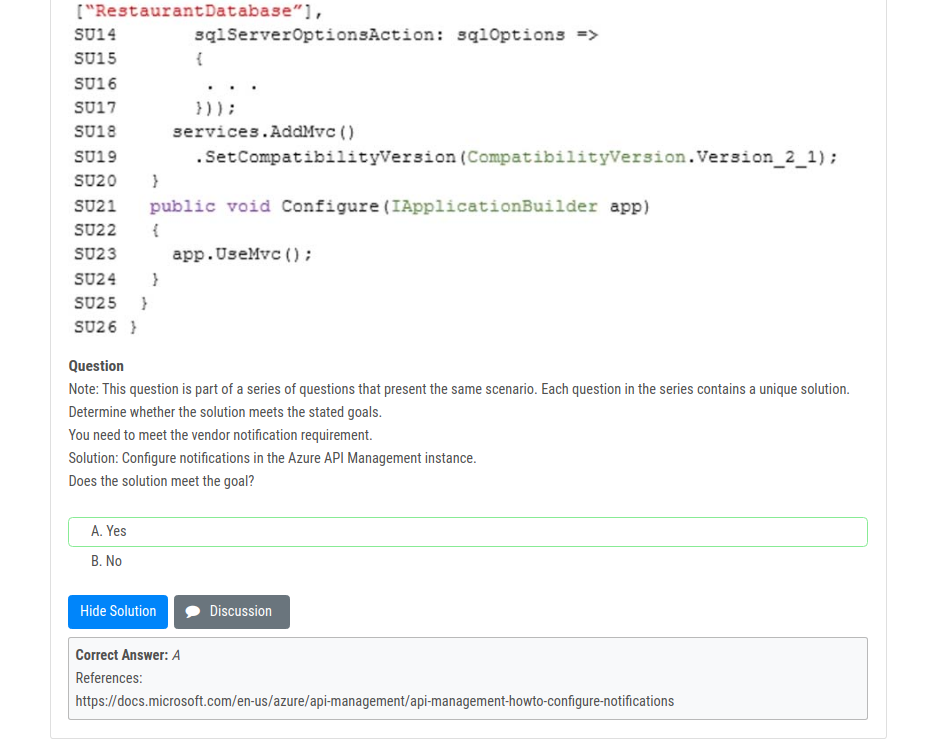 ["RestaurantDatabase"],
SU14 sqlServerOptionsAction: sqlOptions =>
SU15 {
SU16 . . .
SU17 }));
SU18 services.AddMvc()
SU19 .SetCompatibilityVersion(CompatibilityVersion.Version_2_1);
SU20 }
SU21 public void Configure(IApplicationBuilder app)
SU22 {
SU23 app.UseMvc();
SU24 }
SU25 }
SU26 }
Question
Note: This question is part of a series of questions that present the same scenario. Each question in the series contains a unique solution.
Determine whether the solution meets the stated goals.
You need to meet the vendor notification requirement.
Solution: Configure notifications in the Azure API Management instance.
Does the solution meet the goal?
A. Yes
B. No
Hide Solution Discussion
Correct Answer: A
References:
https://docs.microsoft.com/en-us/azure/api-management/api-management-howto-configure-notifications